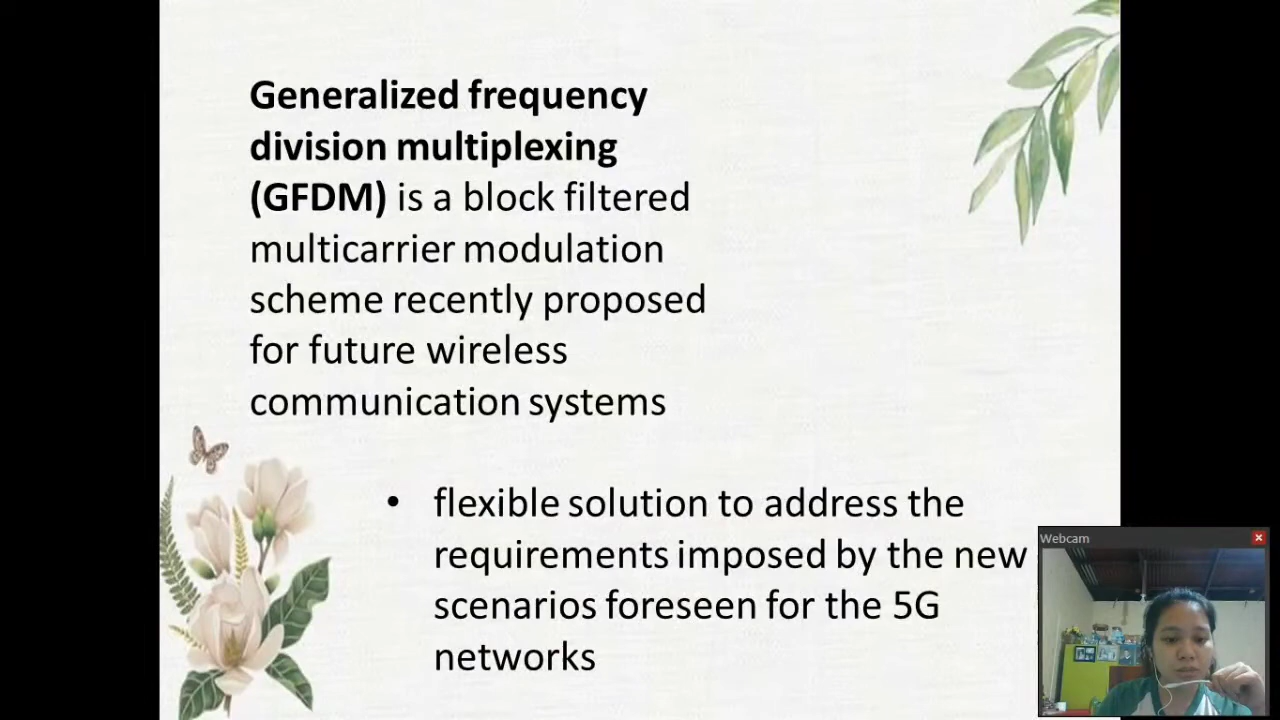 Generalized frequency
division multiplexing
(GFDM) is a block filtered
multicarrier modulation
scheme recently proposed
for future wireless
communication systems
• flexible solution to address the
requirements imposed by the new
scenarios foreseen for the 5G
networks
Webcam